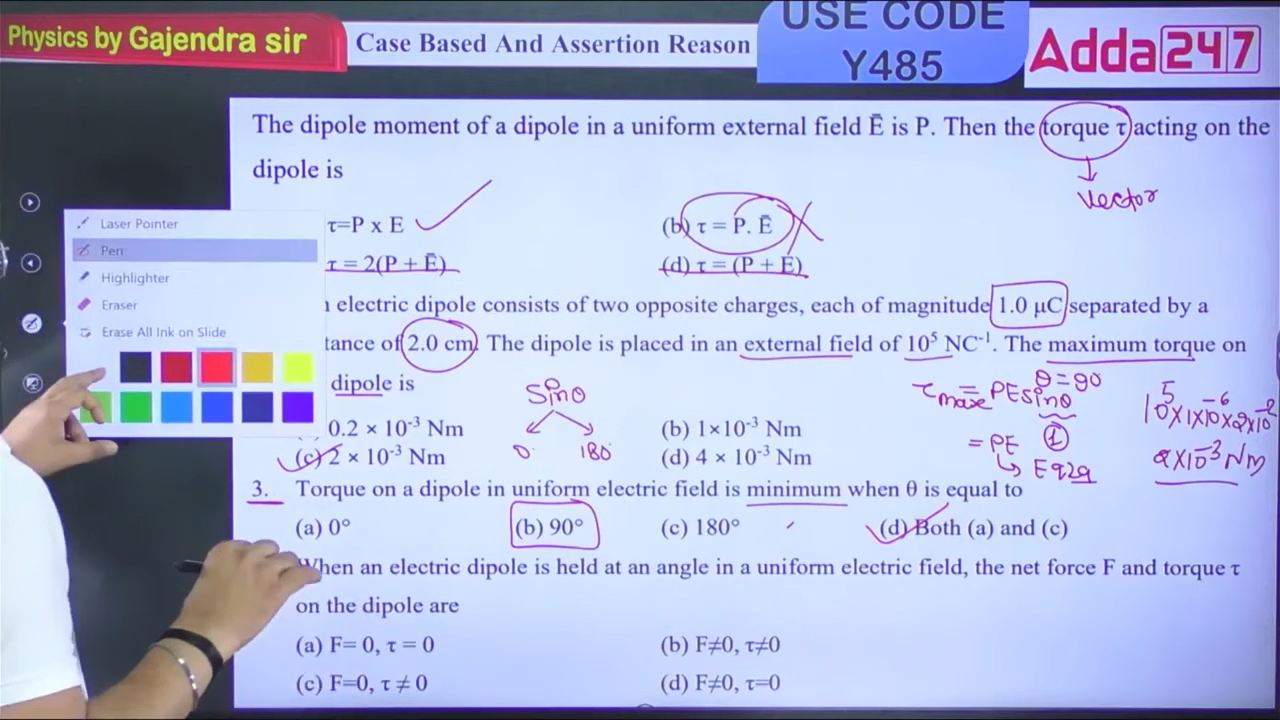 Physics by Gajendra sir
Case Based And Assertion Reason
USE CODE
Y485
Adda247
The dipole moment of a dipole in a uniform external field Ē is P. Then the torque τ acting on the
dipole is
vector
τ=P x E
(b) τ = P. Ē
τ = 2(P + Ē)
(d) τ = (P + E)
Laser Pointer
Pen
Highlighter
Eraser
Erase All Ink on Slide
electric dipole consists of two opposite charges, each of magnitude 1.0 μC separated by a
tance of 2.0 cm. The dipole is placed in an external field of 10⁵ NC⁻¹. The maximum torque on
dipole is
Sinθ
0 180
τmax = PE sinθ θ = 90
= PE 1
E q2a
10⁵x1x10⁻⁶x2x10⁻²
2x10⁻³ Nm
0.2 × 10⁻³ Nm
(b) 1×10⁻³ Nm
(c) 2 × 10⁻³ Nm
(d) 4 × 10⁻³ Nm
3. Torque on a dipole in uniform electric field is minimum when θ is equal to
(a) 0° (b) 90° (c) 180° (d) Both (a) and (c)
When an electric dipole is held at an angle in a uniform electric field, the net force F and torque τ
on the dipole are
(a) F= 0, τ = 0
(b) F≠0, τ≠0
(c) F=0, τ ≠ 0
(d) F≠0, τ=0